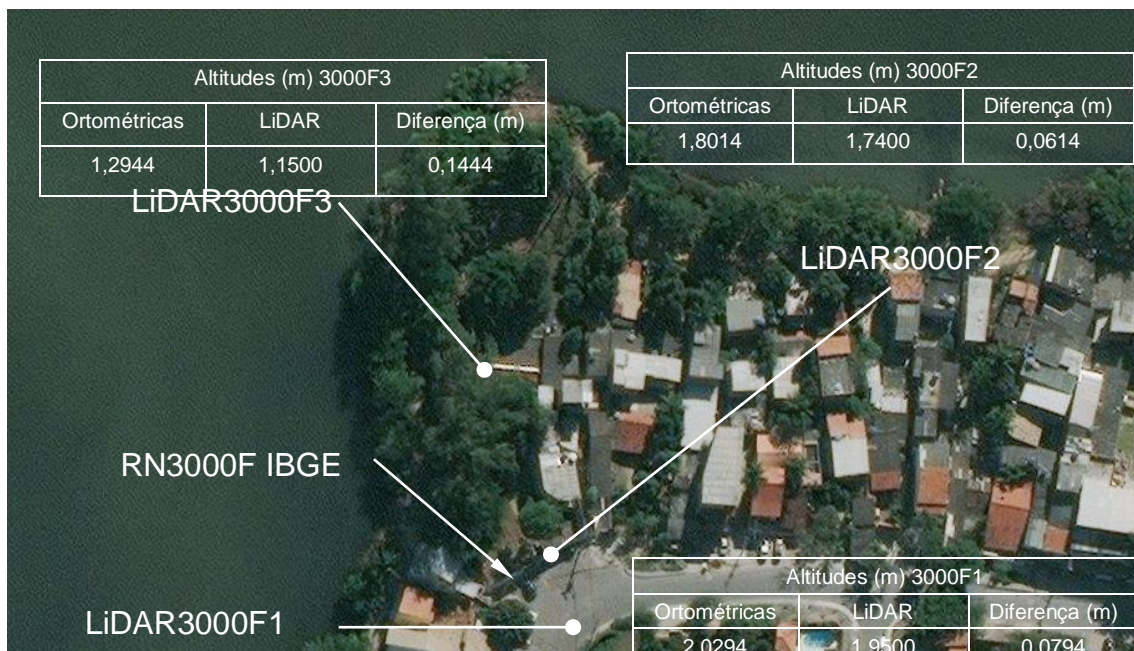 Altitudes (m) 3000F3
Ortométricas LiDAR Diferença (m)
1,2944 1,1500 0,1444
Altitudes (m) 3000F2
Ortométricas LiDAR Diferença (m)
1,8014 1,7400 0,0614
LiDAR3000F3
LiDAR3000F2
RN3000F IBGE
LiDAR3000F1
Altitudes (m) 3000F1
Ortométricas LiDAR Diferença (m)
2,0294 1,9500 0,0794